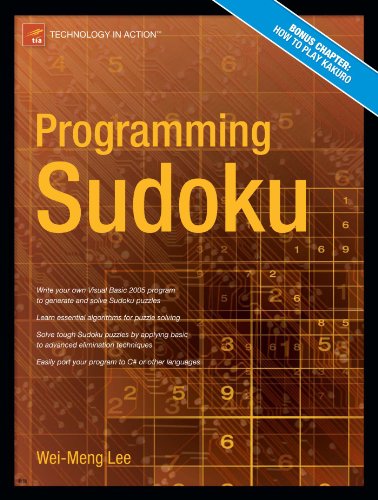 tia
TECHNOLOGY IN ACTION™
BONUS CHAPTER:
HOW TO PLAY KAKURO
Programming
Sudoku
Write your own Visual Basic 2005 program
to generate and solve Sudoku puzzles
Learn essential algorithms for puzzle solving
Solve tough Sudoku puzzles by applying basic
to advanced elimination techniques
Easily port your program to C# or other languages
Wei-Meng Lee